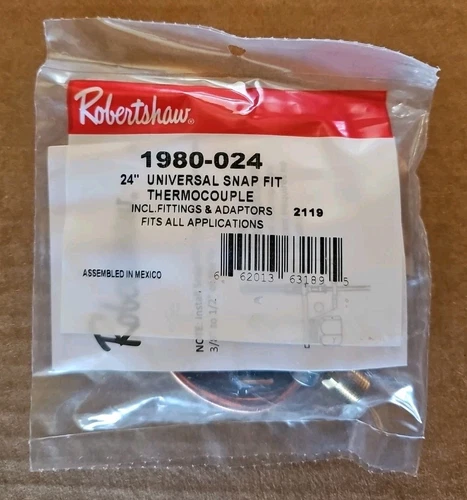 Robertshaw®
1980-024
24" UNIVERSAL SNAP FIT
THERMOCOUPLE
INCL.FITTINGS & ADAPTORS 2119
FITS ALL APPLICATIONS
6 62013 63189 5
ASSEMBLED IN MEXICO